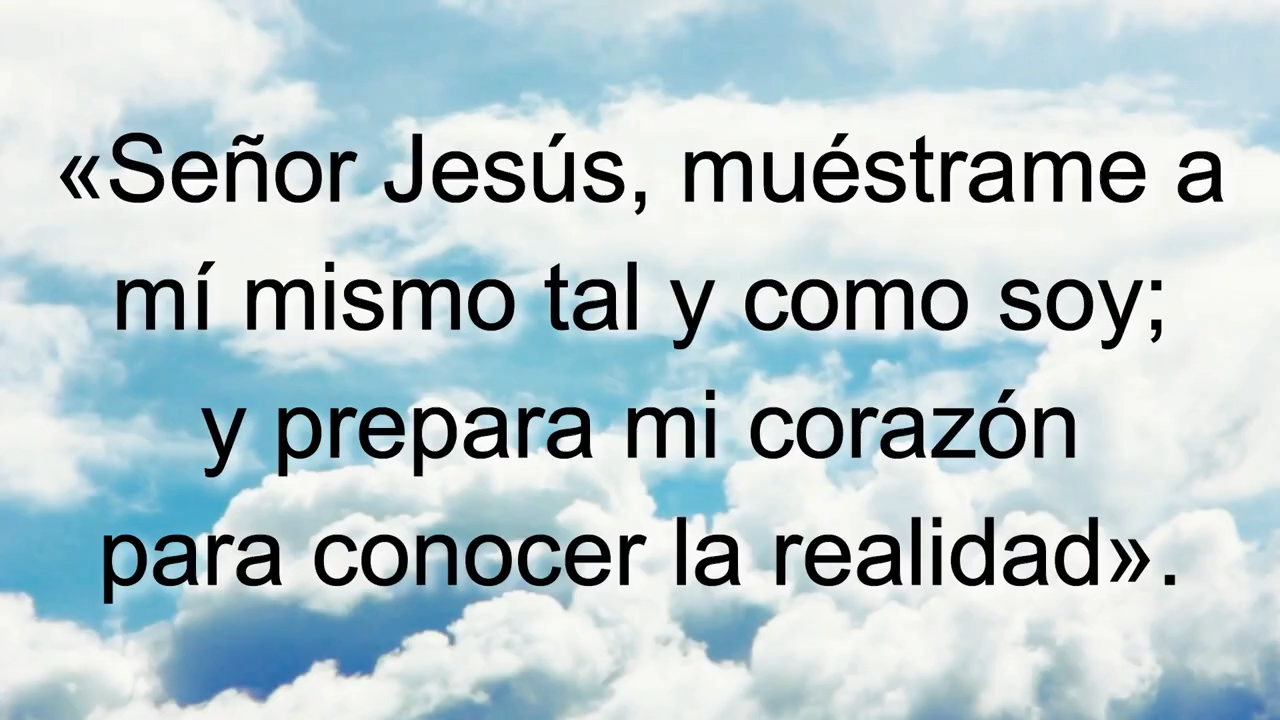 «Señor Jesús, muéstrame a
mí mismo tal y como soy;
y prepara mi corazón
para conocer la realidad».